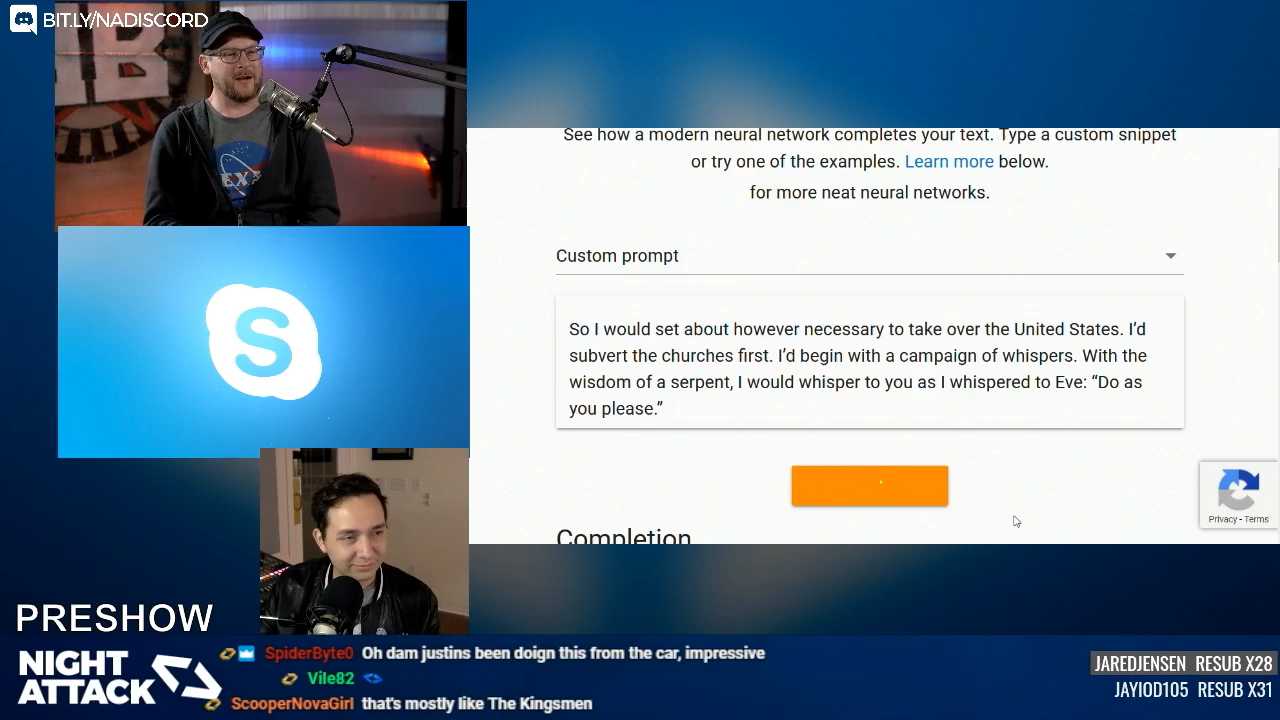 BIT.LY/NADISCORD
See how a modern neural network completes your text. Type a custom snippet
or try one of the examples. Learn more below.
for more neat neural networks.
Custom prompt
So I would set about however necessary to take over the United States. I’d
subvert the churches first. I’d begin with a campaign of whispers. With the
wisdom of a serpent, I would whisper to you as I whispered to Eve: “Do as
you please.”
Privacy - Terms
Completion
PRESHOW
NIGHT
ATTACK
SpiderByte0 Oh dam justins been doign this from the car, impressive
Vile82
ScooperNovaGirl that's mostly like The Kingsmen
JAREDJENSEN RESUB X28
JAYIOD105 RESUB X31